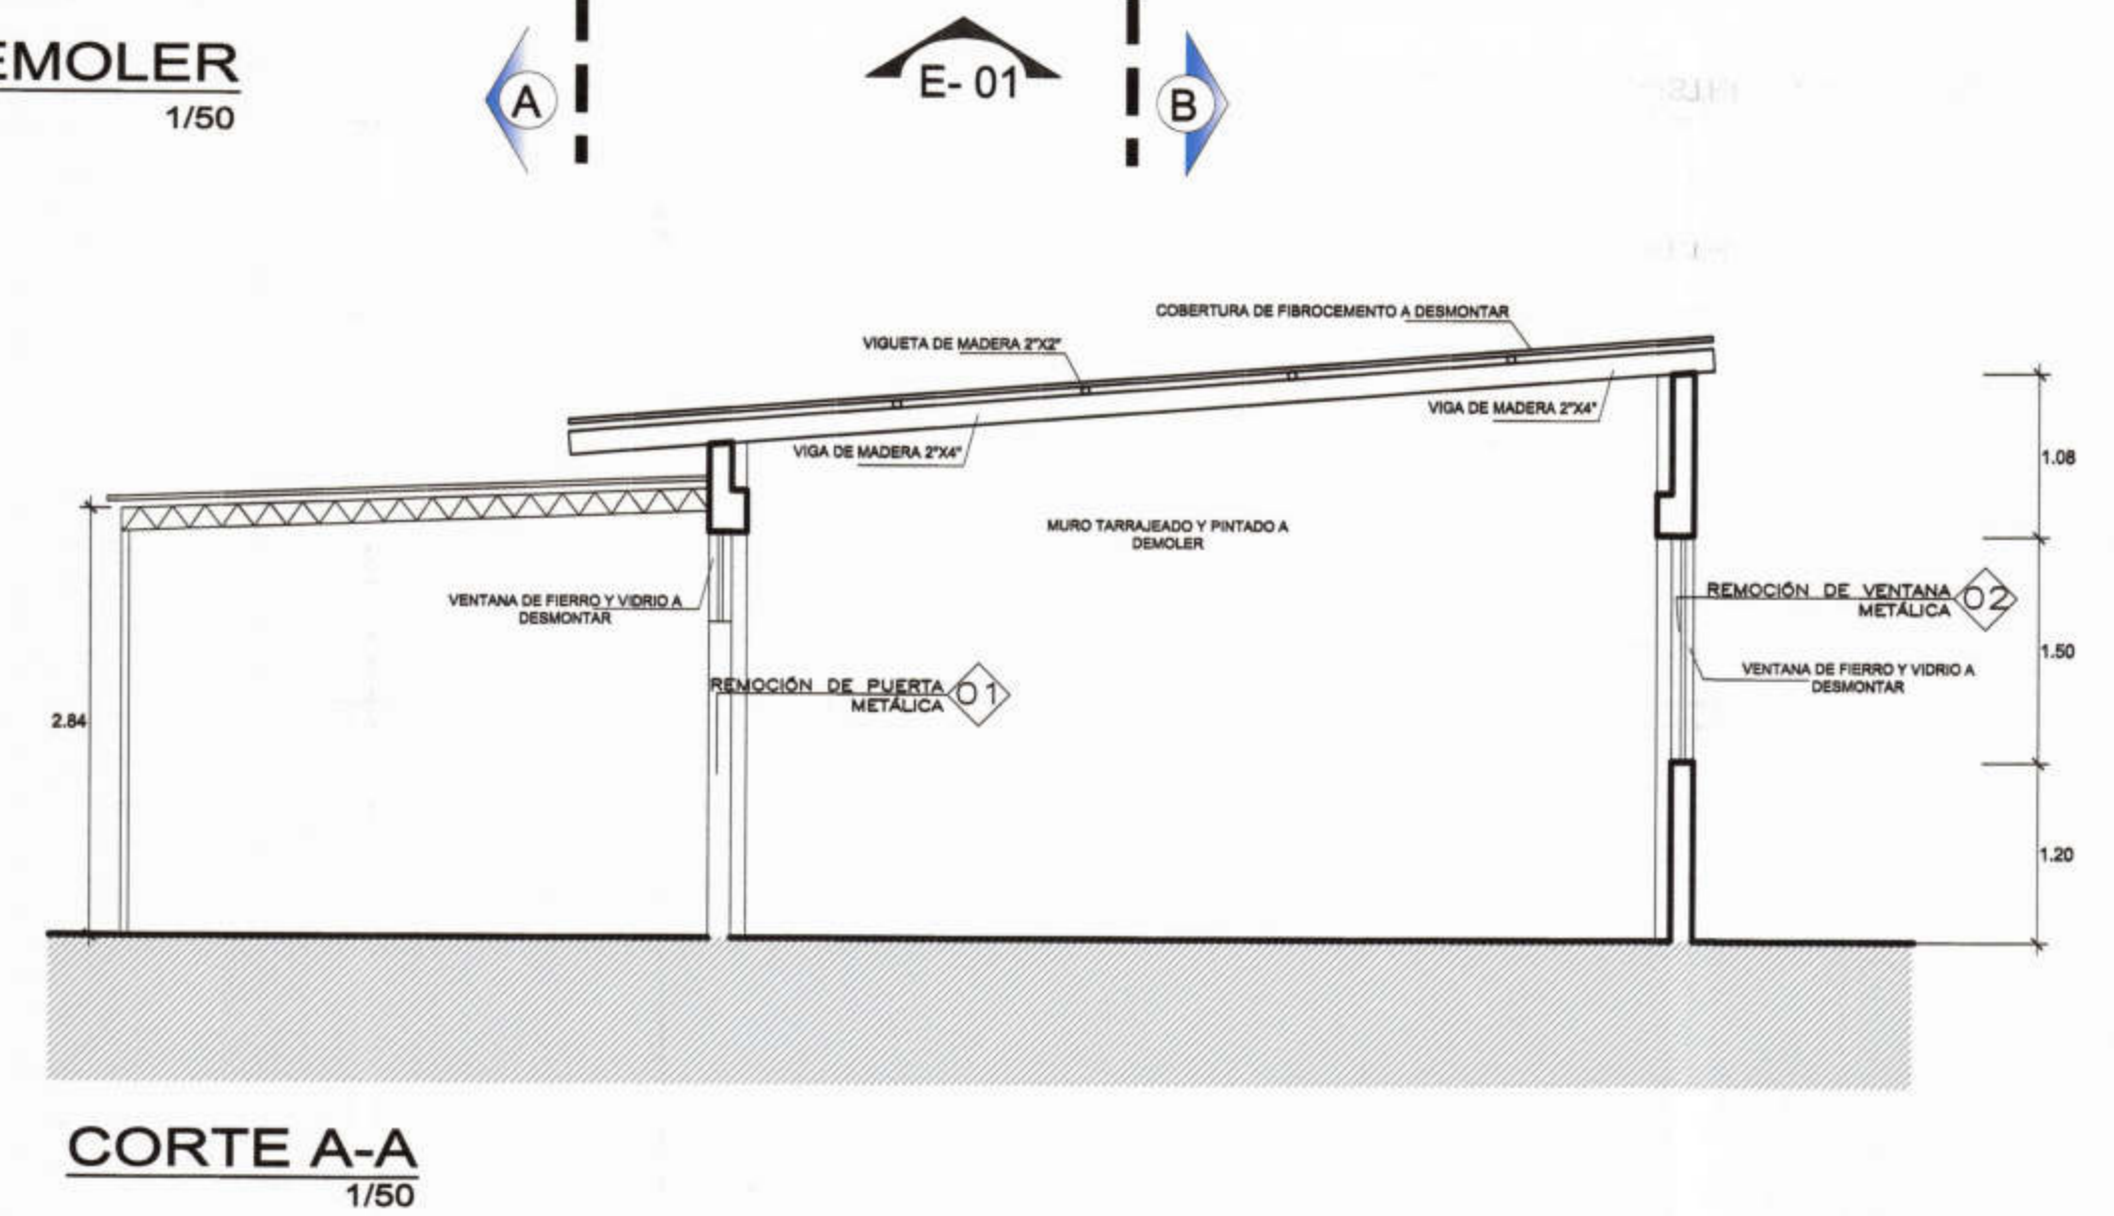 EMOLER
1/50
A
E- 01
B
COBERTURA DE FIBROCEMENTO A DESMONTAR
VIGUETA DE MADERA 2"X2"
VIGA DE MADERA 2"X4"
VIGA DE MADERA 2"X4"
1.08
MURO TARRAJEADO Y PINTADO A
DEMOLER
VENTANA DE FIERRO Y VIDRIO A
DESMONTAR
REMOCIÓN DE VENTANA
METÁLICA
02
1.50
VENTANA DE FIERRO Y VIDRIO A
DESMONTAR
REMOCIÓN DE PUERTA
METÁLICA
01
2.84
1.20
CORTE A-A
1/50